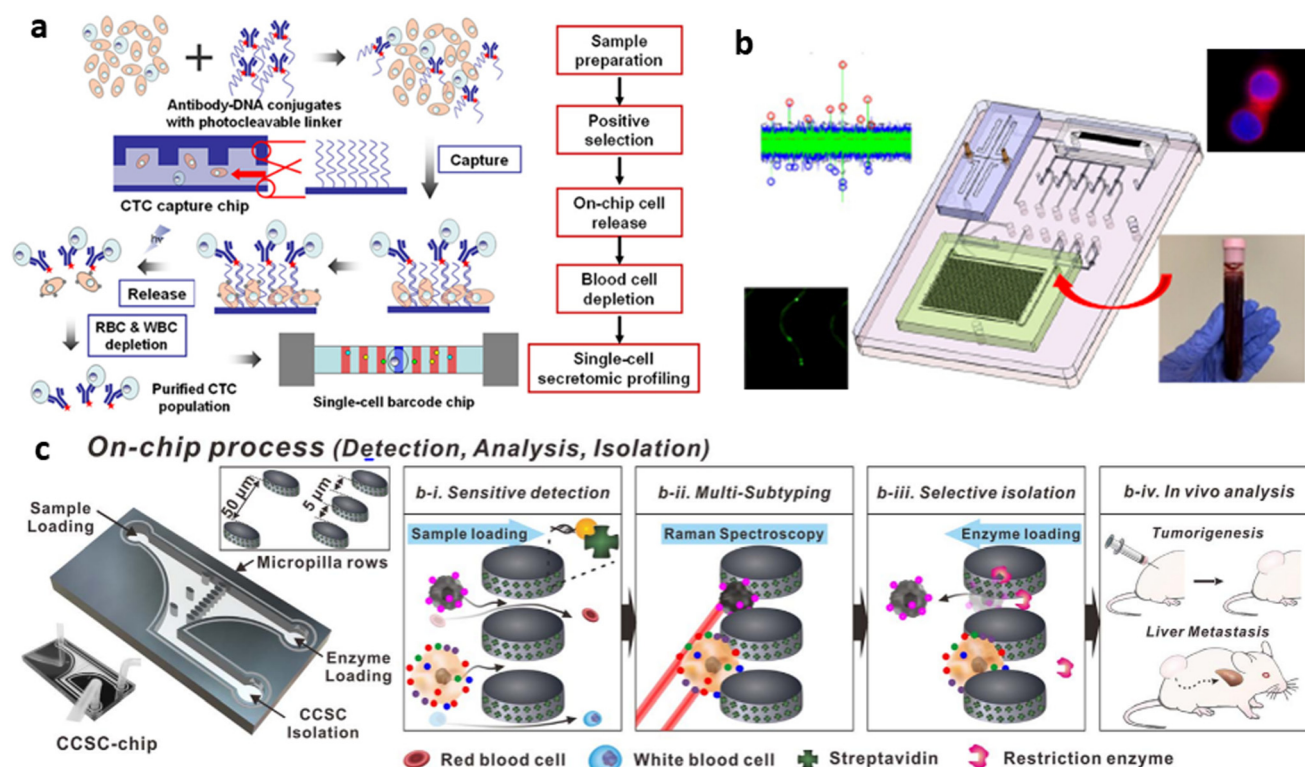 a
Antibody-DNA conjugates
with photocleavable linker
Capture
CTC capture chip
hν
Release
RBC & WBC
depletion
Purified CTC
population
Single-cell barcode chip
Sample
preparation
Positive
selection
On-chip cell
release
Blood cell
depletion
Single-cell
secretomic profiling
b
c
On-chip process (Detection, Analysis, Isolation)
Sample
Loading
50 μm
5 μm
Micropilla rows
Enzyme
Loading
CCSC
Isolation
CCSC-chip
b-i. Sensitive detection
Sample loading
b-ii. Multi-Subtyping
Raman Spectroscopy
b-iii. Selective isolation
Enzyme loading
b-iv. In vivo analysis
Tumorigenesis
Liver Metastasis
Red blood cell
White blood cell
Streptavidin
Restriction enzyme